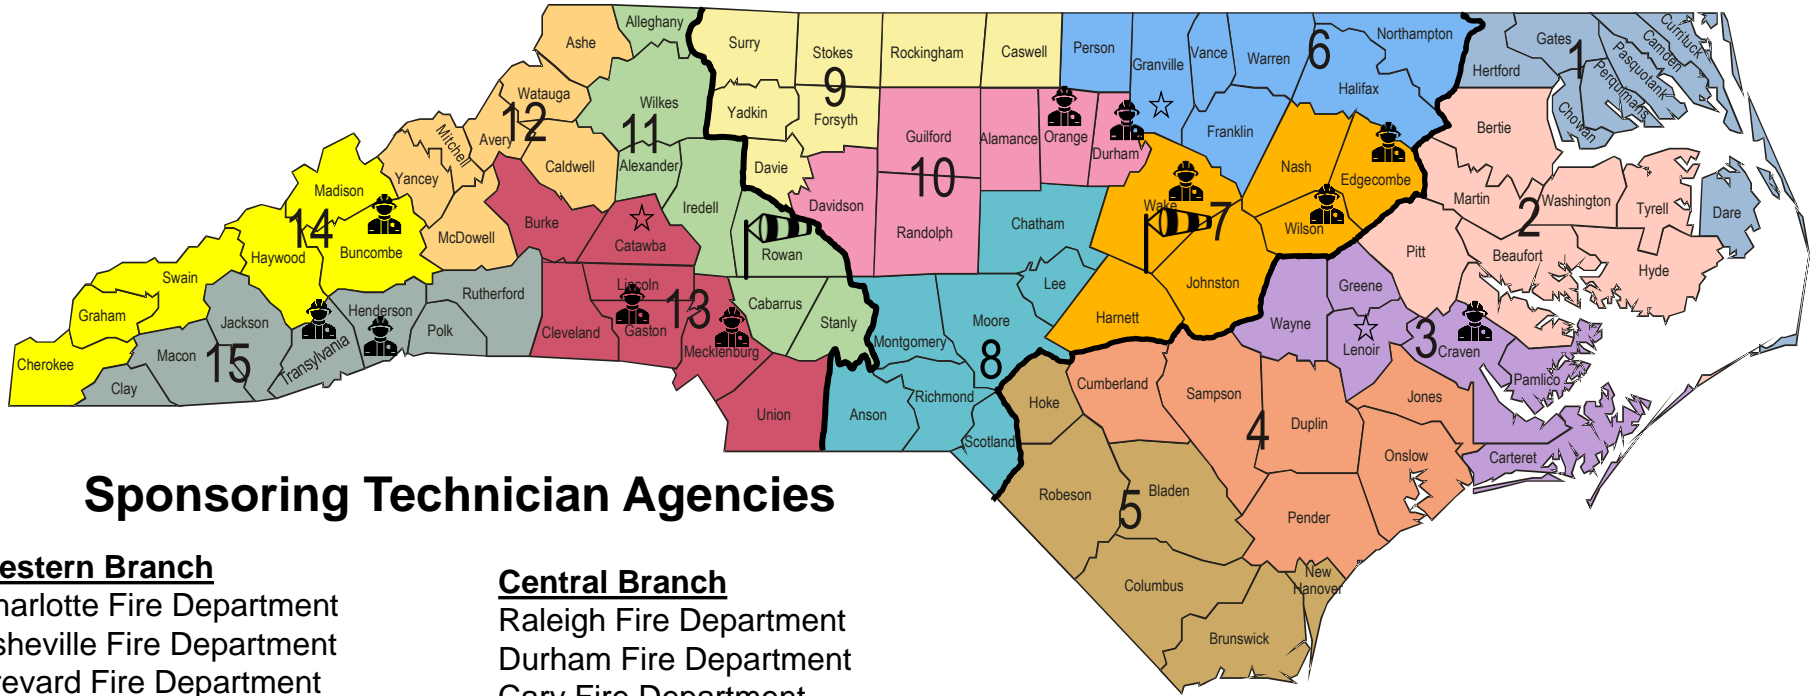 Alleghany
Ashe
Surry
Stokes
Rockingham
Caswell
Person
Granville
Vance
Warren
6
Northampton
Halifax
Hertford
Gates
1
Currituck
Camden
Pasquotank
Perquimans
Chowan
Watauga
12
Wilkes
11
Yadkin
9
Forsyth
Guilford
Alamance
Orange
Durham
Franklin
Nash
Edgecombe
Bertie
Mitchell
Avery
Caldwell
Alexander
Davie
10
Madison
Yancey
Iredell
Davidson
Randolph
Chatham
Wake
7
Wilson
Martin
2
Washington
Tyrell
Dare
14
Buncombe
McDowell
Burke
Catawba
Rowan
Haywood
Swain
Pitt
Beaufort
Hyde
Graham
Jackson
Henderson
Rutherford
Polk
Lincoln
Gaston
13
Cleveland
Mecklenburg
Cabarrus
Stanly
Lee
Moore
Johnston
Harnett
Greene
Wayne
Lenoir
3
Craven
Pamlico
Cherokee
Macon
15
Transylvania
Clay
Montgomery
8
Union
Anson
Richmond
Scotland
Hoke
Cumberland
Sampson
4
Duplin
Jones
Onslow
Carteret
Robeson
5
Bladen
Pender
Columbus
New
Hanover
Brunswick
Sponsoring Technician Agencies
estern Branch
harlotte Fire Department
sheville Fire Department
revard Fire Department
Central Branch
Raleigh Fire Department
Durham Fire Department
Cary Fire Department